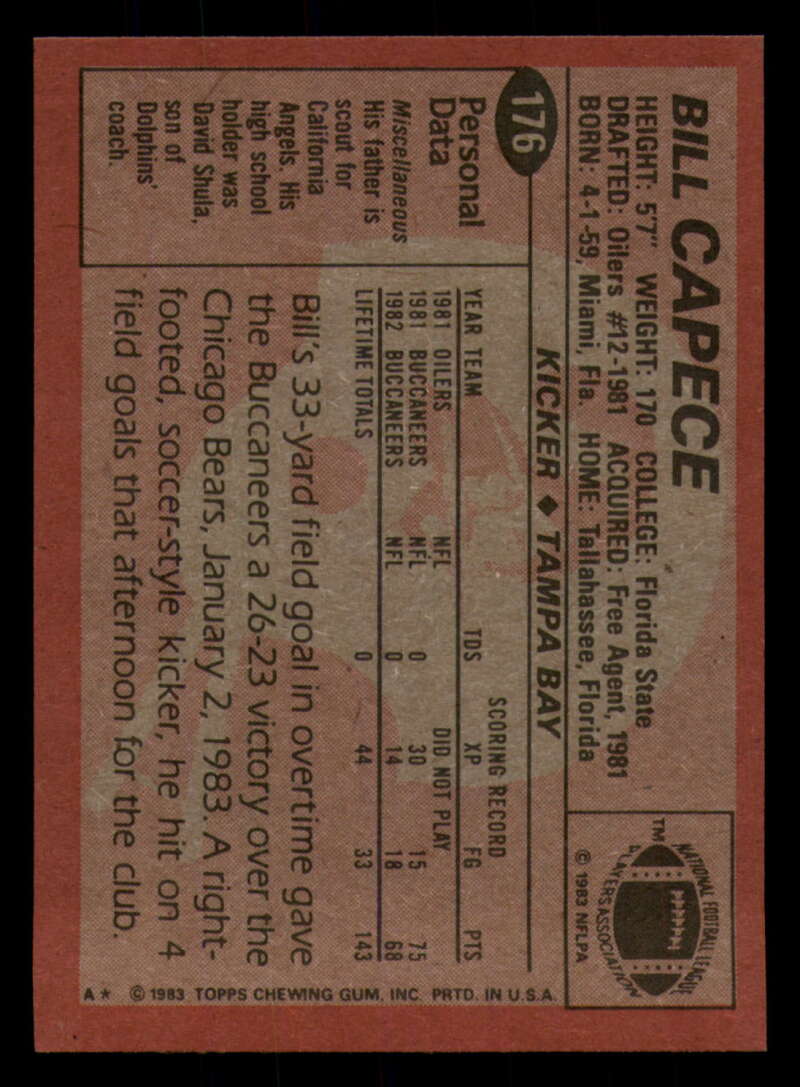 BILL CAPECE
HEIGHT: 5'7" WEIGHT: 170 COLLEGE: Florida State
DRAFTED: Oilers #12-1981 ACQUIRED: Free Agent, 1981
BORN: 4-1-59, Miami, Fla. HOME: Tallahassee, Florida
TM
NATIONAL FOOTBALL LEAGUE
PLAYERS ASSOCIATION
© 1983 NFLPA
176
KICKER ◆ TAMPA BAY
Personal
Data
Miscellaneous
His father is
scout for
California
Angels. His
high school
holder was
David Shula,
son of
Dolphins'
coach.
SCORING RECORD
YEAR TEAM TDS XP FG PTS
1981 OILERS NFL DID NOT PLAY
1981 BUCCANEERS NFL 0 30 15 75
1982 BUCCANEERS NFL 0 14 18 68
LIFETIME TOTALS 0 44 33 143
Bill's 33-yard field goal in overtime gave
the Buccaneers a 26-23 victory over the
Chicago Bears, January 2, 1983. A right-
footed, soccer-style kicker, he hit on 4
field goals that afternoon for the club.
A* © 1983 TOPPS CHEWING GUM, INC. PRTD. IN U.S.A.